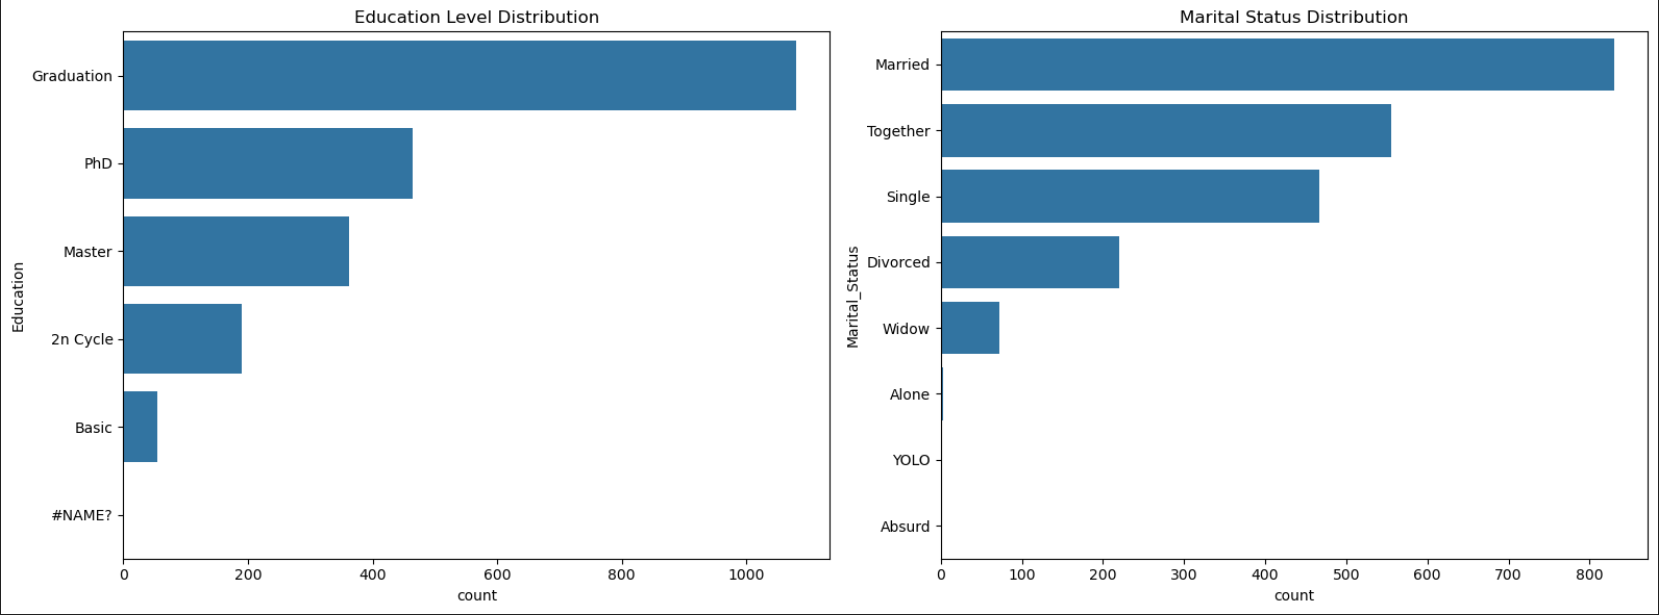 Education Level Distribution
Education
Graduation
PhD
Master
2n Cycle
Basic
#NAME?
0 200 400 600 800 1000
count
Marital Status Distribution
Marital_Status
Married
Together
Single
Divorced
Widow
Alone
YOLO
Absurd
0 100 200 300 400 500 600 700 800
count